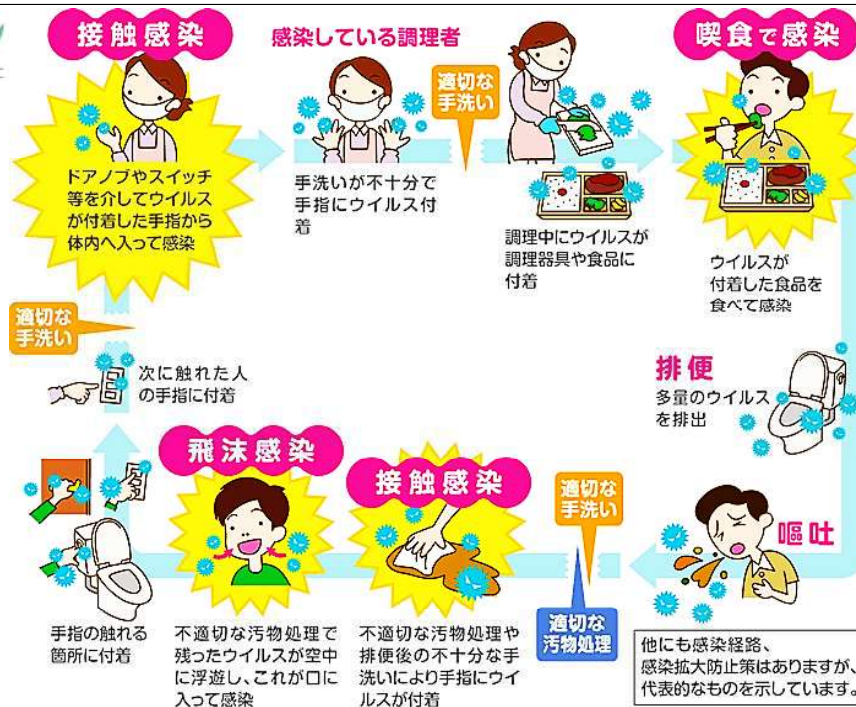 接触感染
ドアノブやスイッチ
等を介してウイルス
が付着した手指から
体内へ入って感染
感染している調理者
手洗いが不十分で
手指にウイルス付
着
適切な
手洗い
調理中にウイルスが
調理器具や食品に
付着
喫食で感染
ウイルスが
付着した食品を
食べて感染
排便
多量のウイルス
を排出
嘔吐
適切な
手洗い
適切な
汚物処理
接触感染
不適切な汚物処理や
排便後の不十分な手
洗いにより手指にウイ
ルスが付着
飛沫感染
不適切な汚物処理で
残ったウイルスが空中
に浮遊し、これが口に
入って感染
手指の触れる
箇所に付着
次に触れた人
の手指に付着
適切な
手洗い
他にも感染経路、
感染拡大防止策はありますが、
代表的なものを示しています。